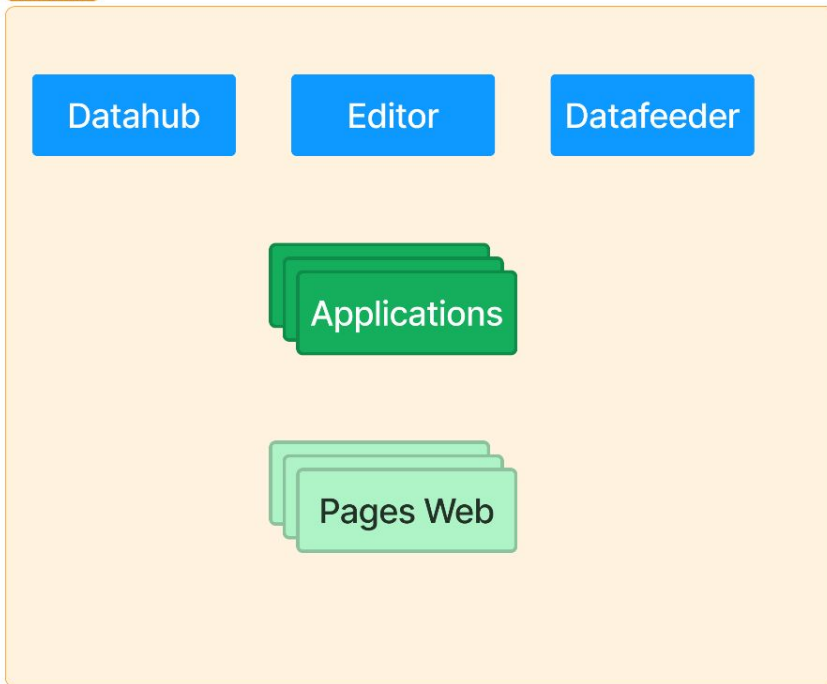 Datahub
Editor
Datafeeder
Applications
Pages Web